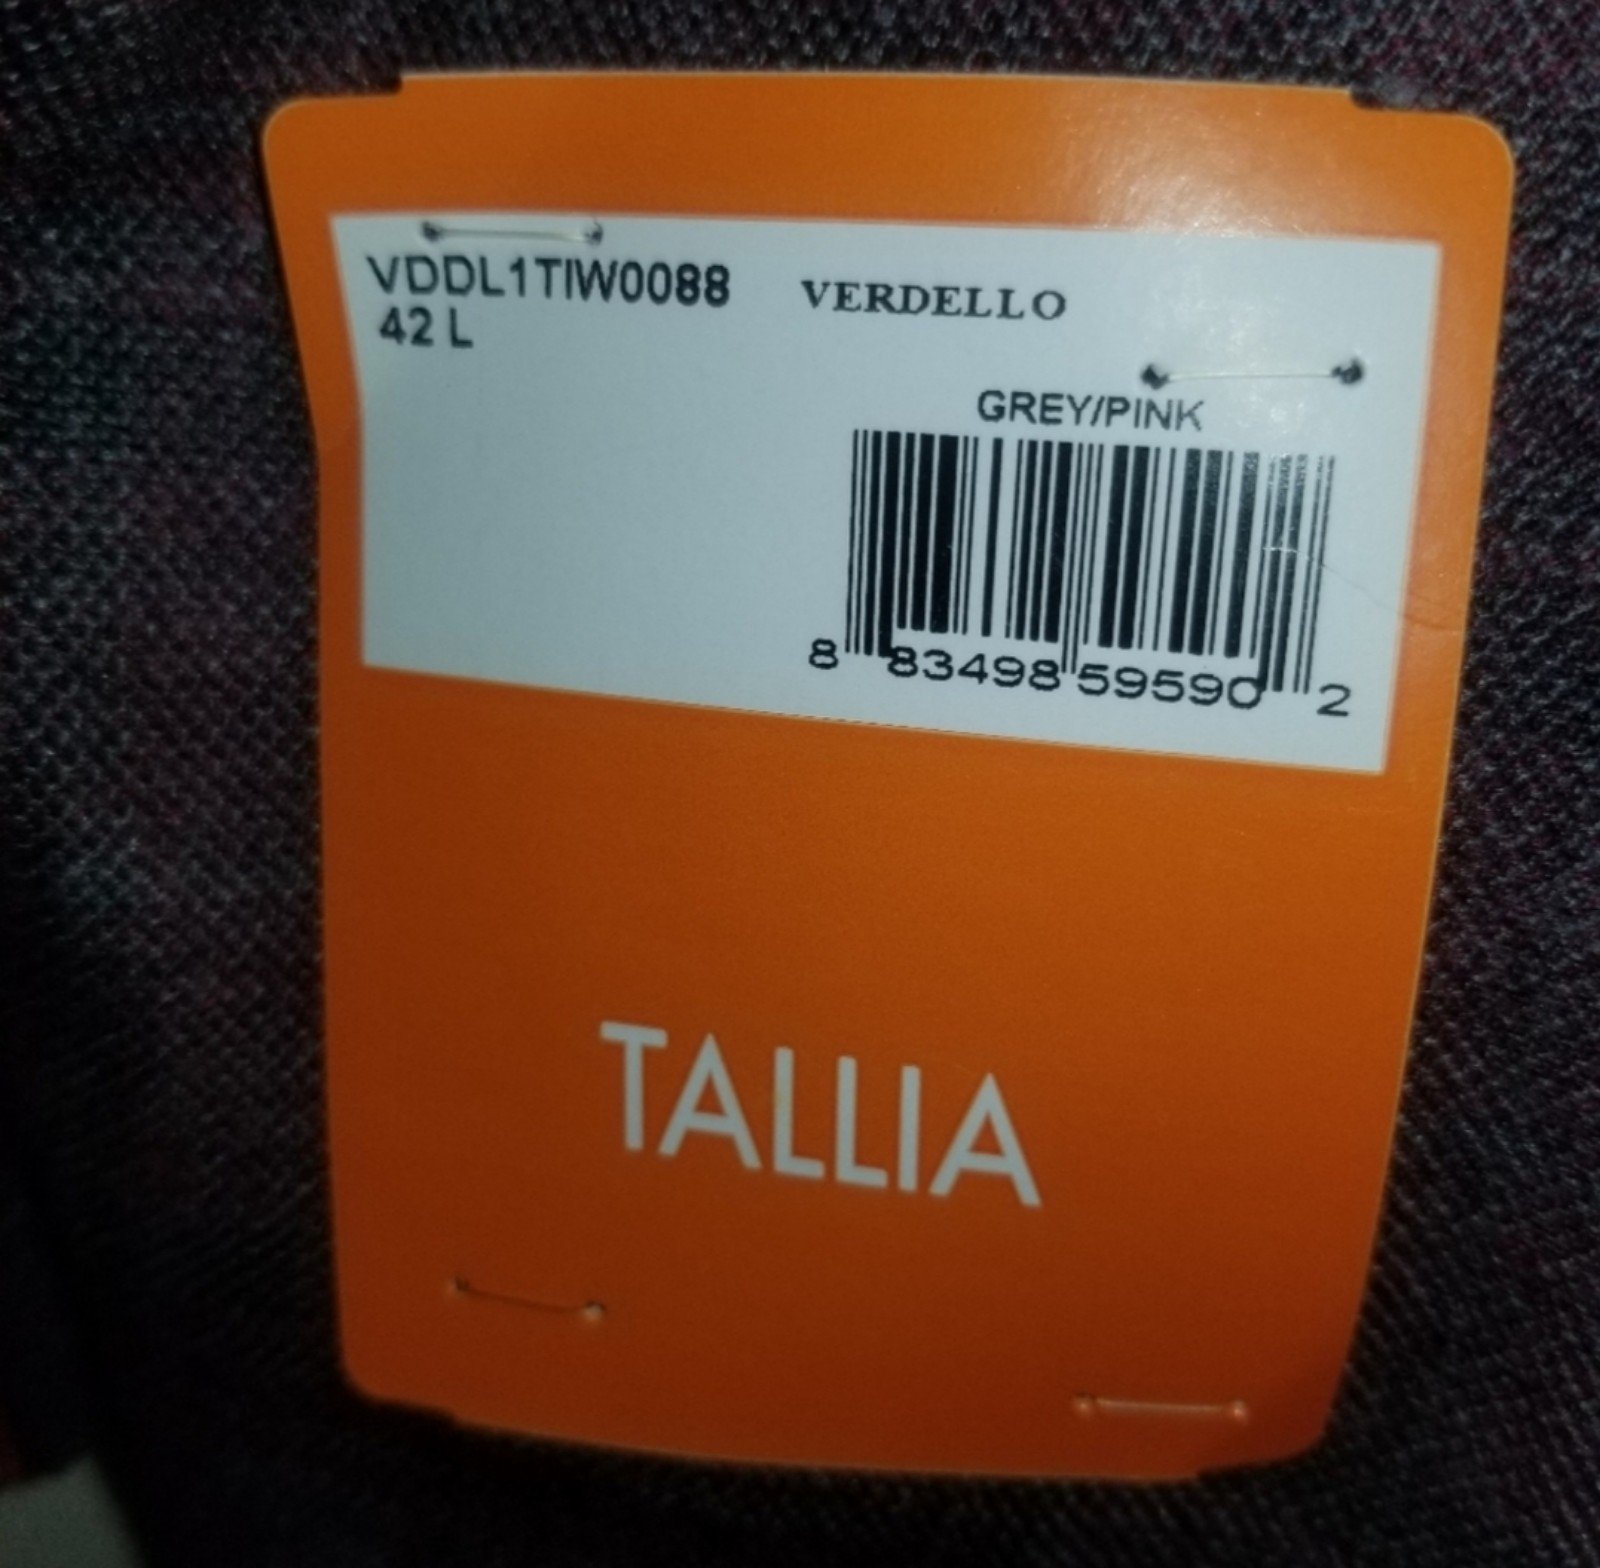 VDDL1TIW0088 VERDELLO
42 L
GREY/PINK
8 83498 59590 2
TALLIA